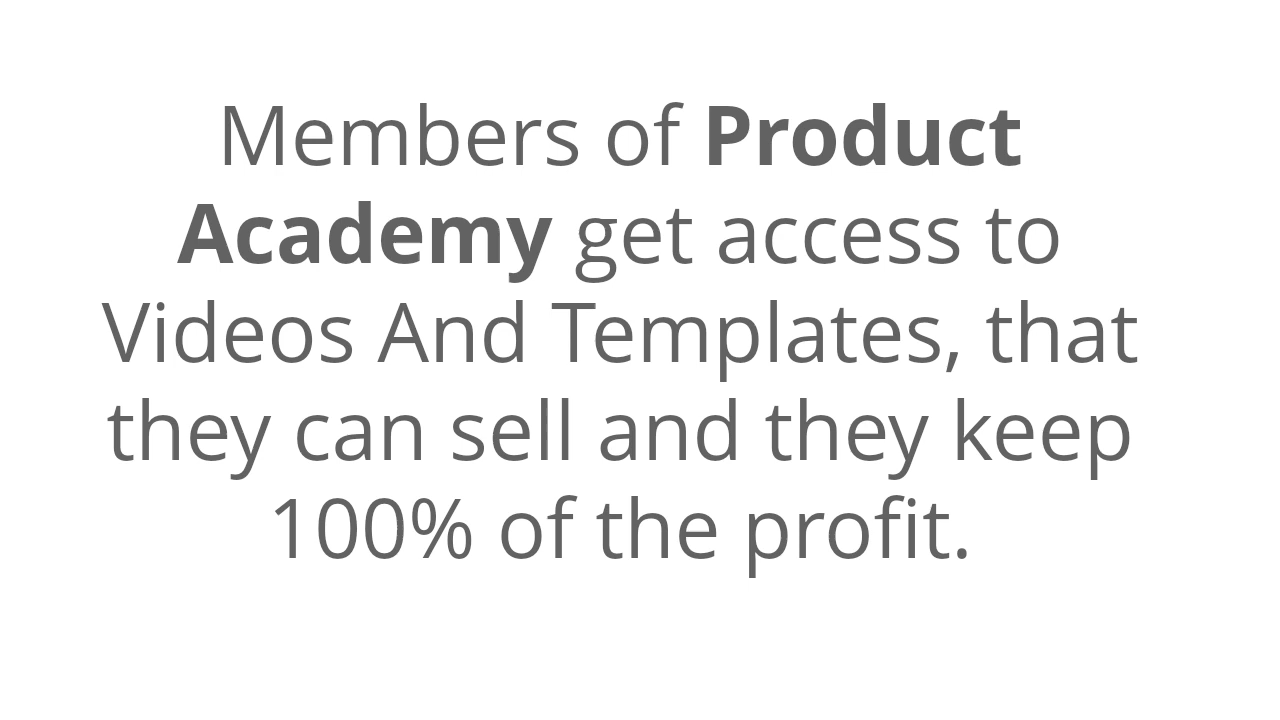 Members of Product
Academy get access to
Videos And Templates, that
they can sell and they keep
100% of the profit.